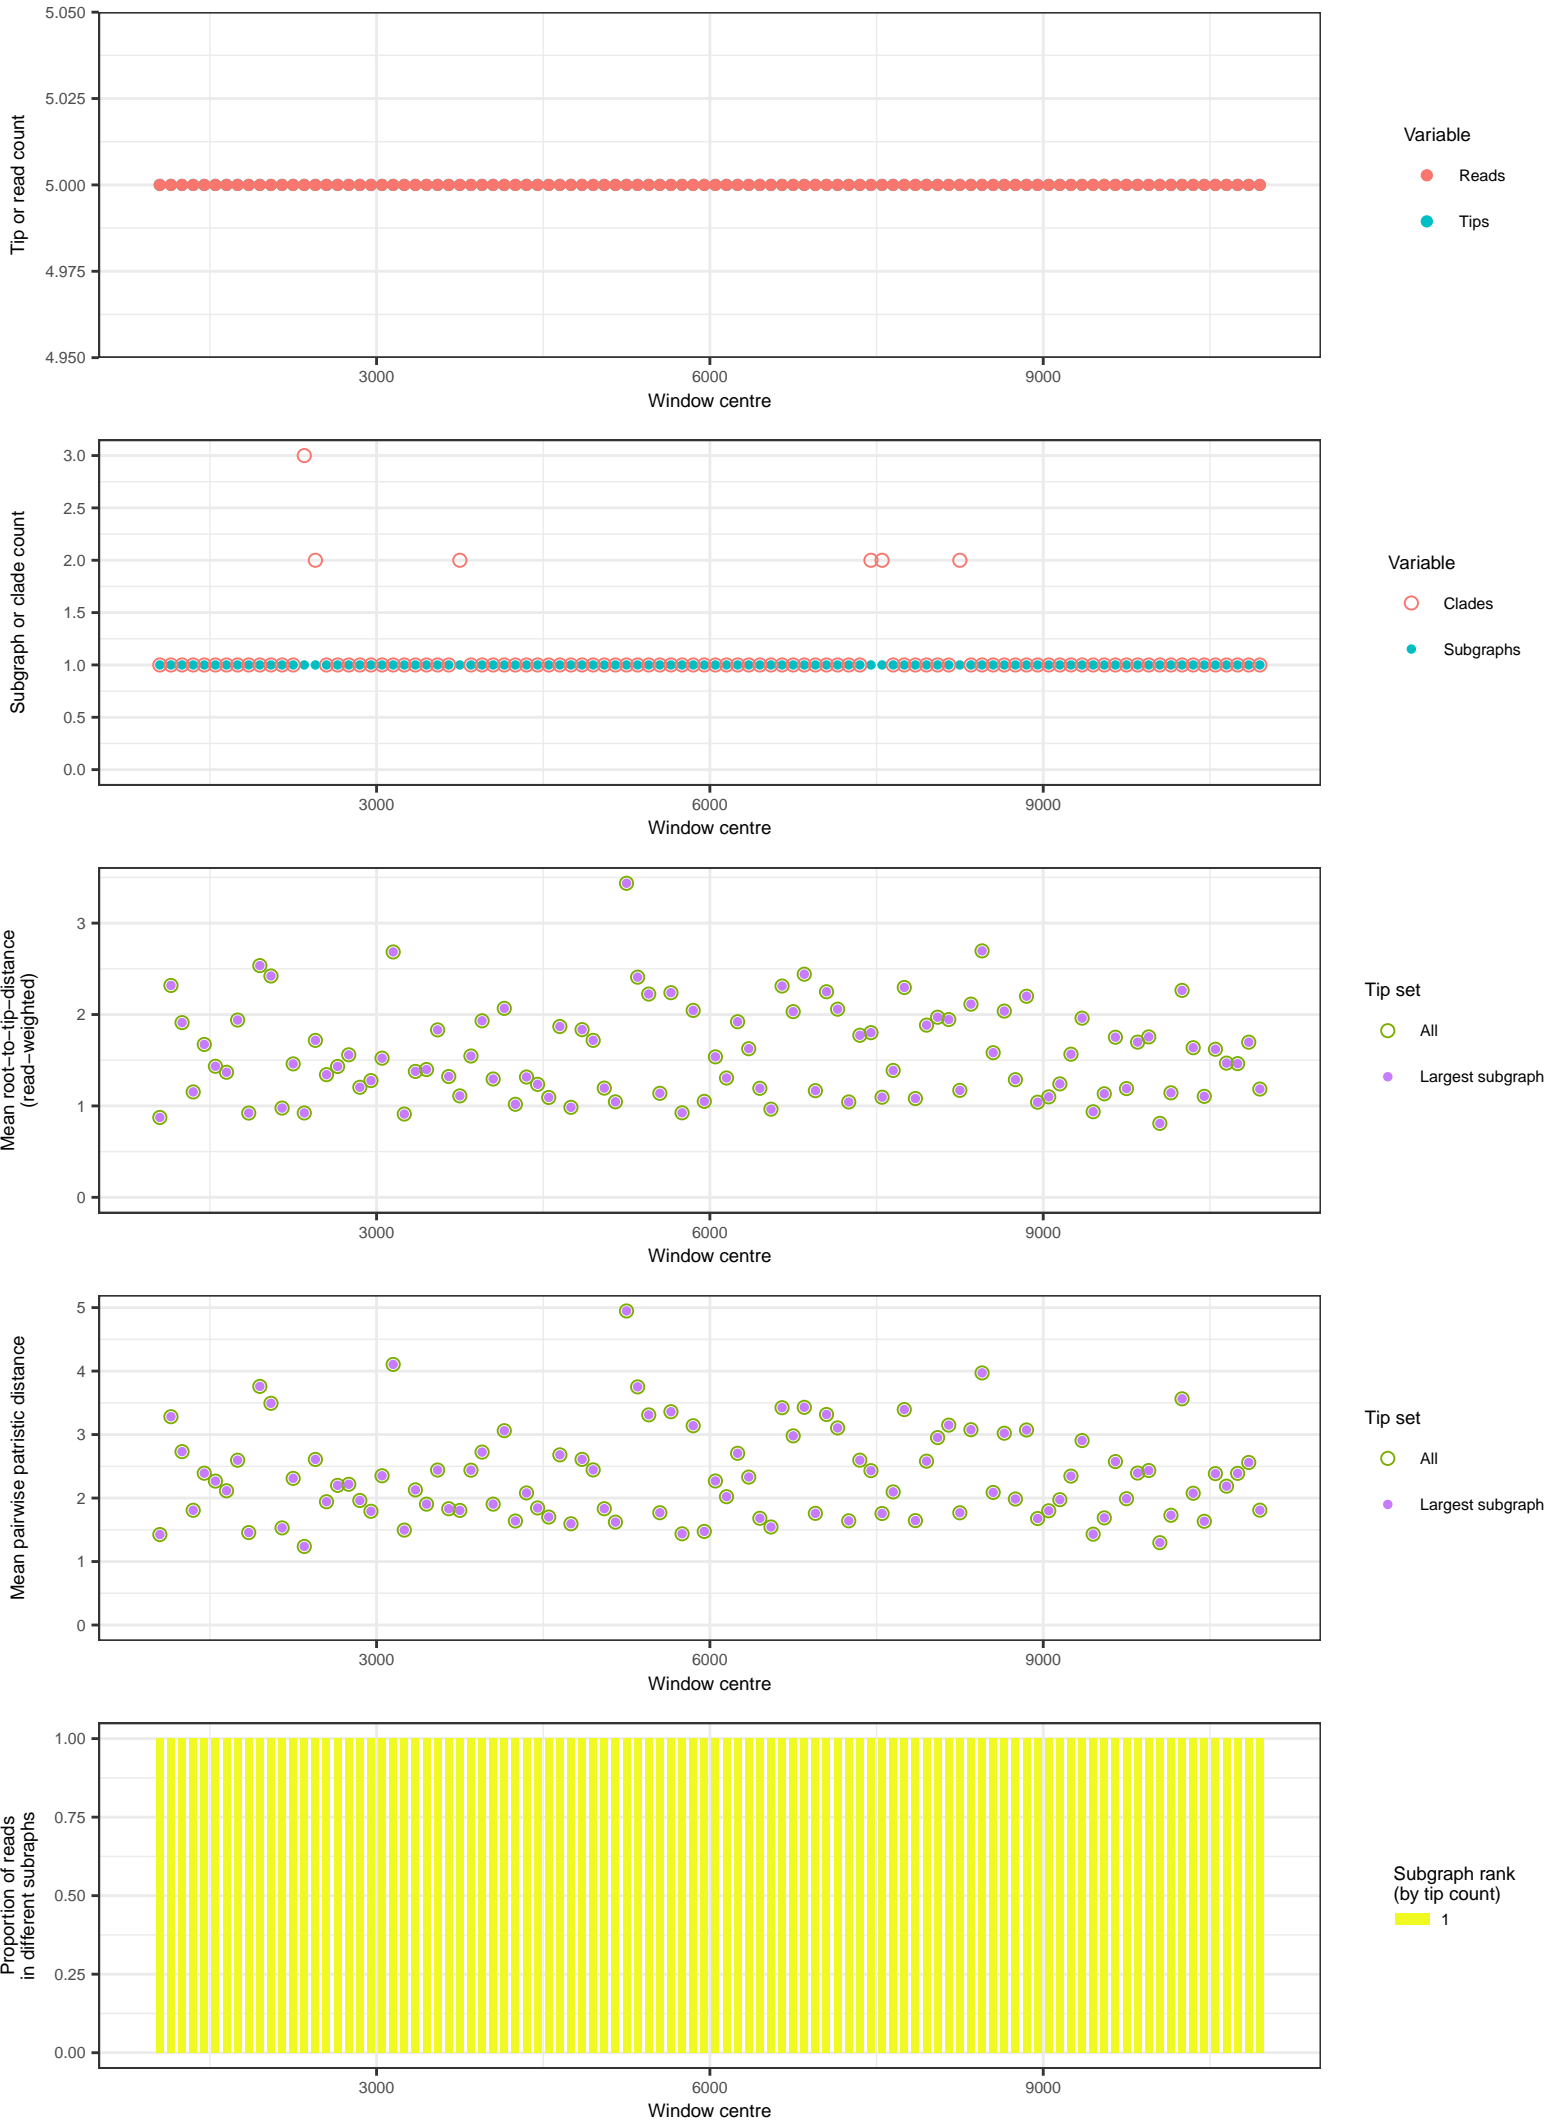 Tip or read count
5.050
5.025
5.000
4.975
4.950
3000 6000 9000
Window centre
Variable
Reads
Tips
Subgraph or clade count
3.0
2.5
2.0
1.5
1.0
0.5
0.0
3000 6000 9000
Window centre
Variable
Clades
Subgraphs
Mean root−to−tip−distance
(read−weighted)
3
2
1
0
3000 6000 9000
Window centre
Tip set
All
Largest subgraph
Mean pairwise patristic distance
5
4
3
2
1
0
3000 6000 9000
Window centre
Tip set
All
Largest subgraph
Proportion of reads
in different subraphs
1.00
0.75
0.50
0.25
0.00
3000 6000 9000
Window centre
Subgraph rank
(by tip count)
1